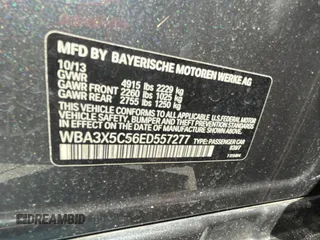 MFD BY BAYERISCHE MOTOREN WERKE AG
10/13
GVWR 4915 lbs 2229 kg
GAWR FRONT 2260 lbs 1025 kg
GAWR REAR 2755 lbs 1250 kg
THIS VEHICLE CONFORMS TO ALL APPLICABLE U.S. FEDERAL MOTOR
VEHICLE SAFETY, BUMPER, AND THEFT PREVENTION STANDARDS
IN EFFECT ON THE DATE OF MANUFACTURE SHOWN ABOVE.
WBA3X5C56ED557277 TYPE: PASSENGER CAR
DREAMBID